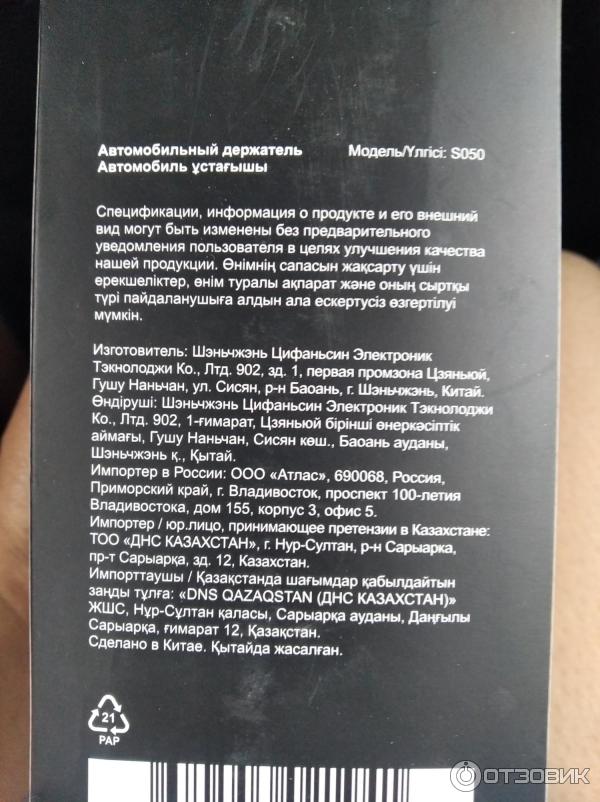 Автомобильный держатель Модель/Үлгісі: S050
Автомобиль ұстағышы
Спецификации, информация о продукте и его внешний
вид могут быть изменены без предварительного
уведомления пользователя в целях улучшения качества
нашей продукции. Өнімнің сапасын жақсарту үшін
ерекшеліктер, өнім туралы ақпарат және оның сыртқы
түрі пайдаланушыға алдын ала ескертусіз өзгертілуі
мүмкін.
Изготовитель: Шэньчжэнь Цифаньсин Электроник
Тэкнолоджи Ко., Лтд. 902, зд. 1, первая промзона Цзяньюй,
Гушу Наньчан, ул. Сисян, р-н Баоань, г. Шэньчжэнь, Китай.
Өндіруші: Шэньчжэнь Цифаньсин Электроник Тэкнолоджи
Ко., Лтд. 902, 1-ғимарат, Цзяньюй бірінші өнеркәсіптік
аймағы, Гушу Наньчан, Сисян көш., Баоань ауданы,
Шэньчжэнь қ., Қытай.
Импортер в России: ООО «Атлас», 690068, Россия,
Приморский край, г. Владивосток, проспект 100-летия
Владивостока, дом 155, корпус 3, офис 5.
Импортер / юр.лицо, принимающее претензии в Казахстане:
ТОО «ДНС КАЗАХСТАН», г. Нур-Султан, р-н Сарыарка,
пр-т Сарыарқа, зд. 12, Казахстан.
Импорттаушы / Қазақстанда шағымдар қабылдайтын
заңды тұлға: «DNS QAZAQSTAN (ДНС КАЗАХСТАН)»
ЖШС, Нұр-Сұлтан қаласы, Сарыарқа ауданы, Даңғылы
Сарыарқа, ғимарат 12, Қазақстан.
Сделано в Китае. Қытайда жасалған.
21
PAP
ОТЗОВИК